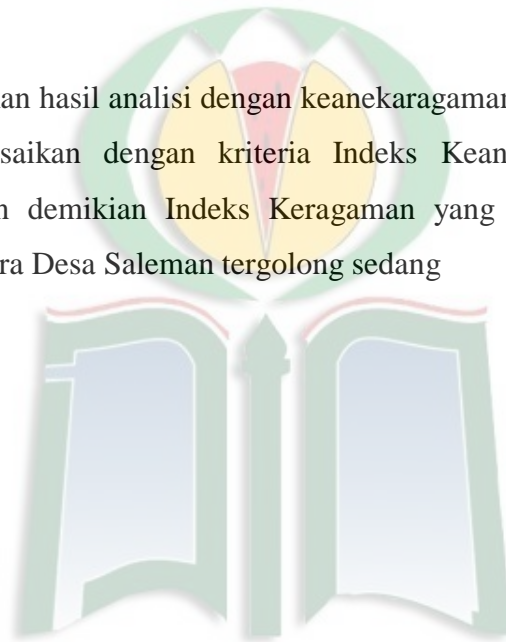 an hasil analisi dengan keanekaragaman
saikan dengan kriteria Indeks Kean
n demikian Indeks Keragaman yang
ra Desa Saleman tergolong sedang